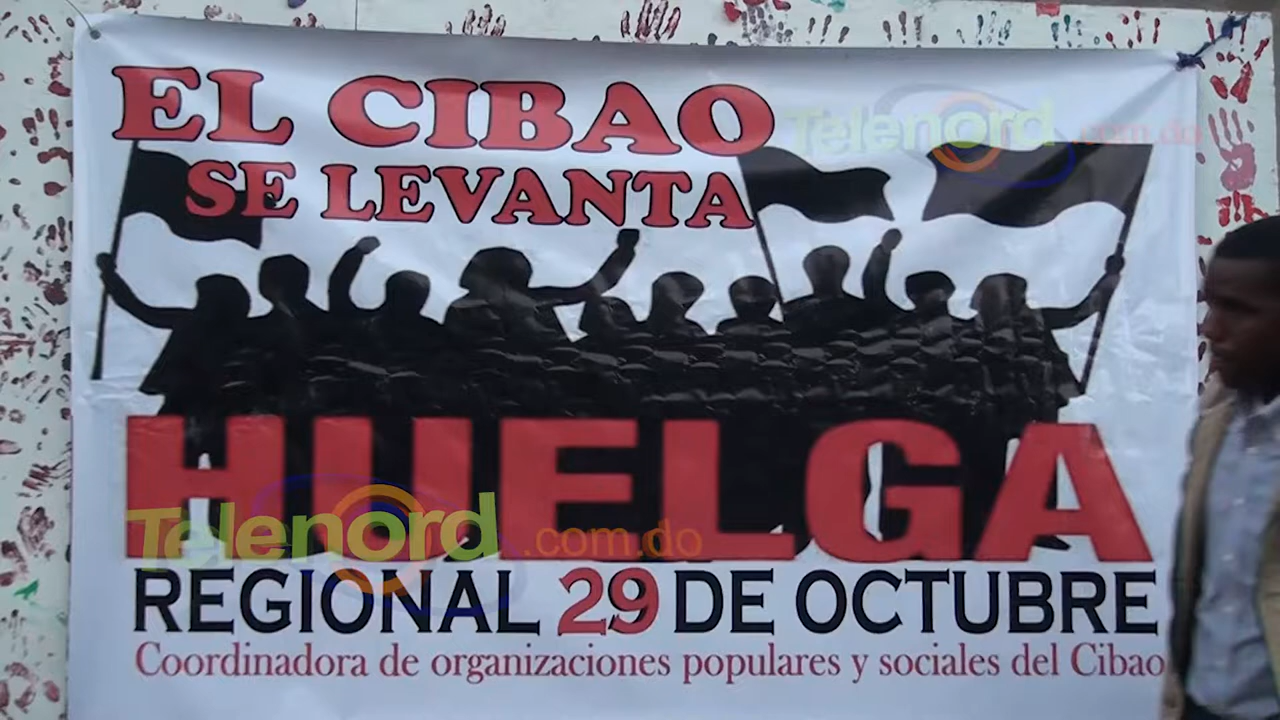 EL CIBAO
SE LEVANTA
Telenord.com.do
HUELGA
Telenord.com.do
REGIONAL 29 DE OCTUBRE
Coordinadora de organizaciones populares y sociales del Cibao